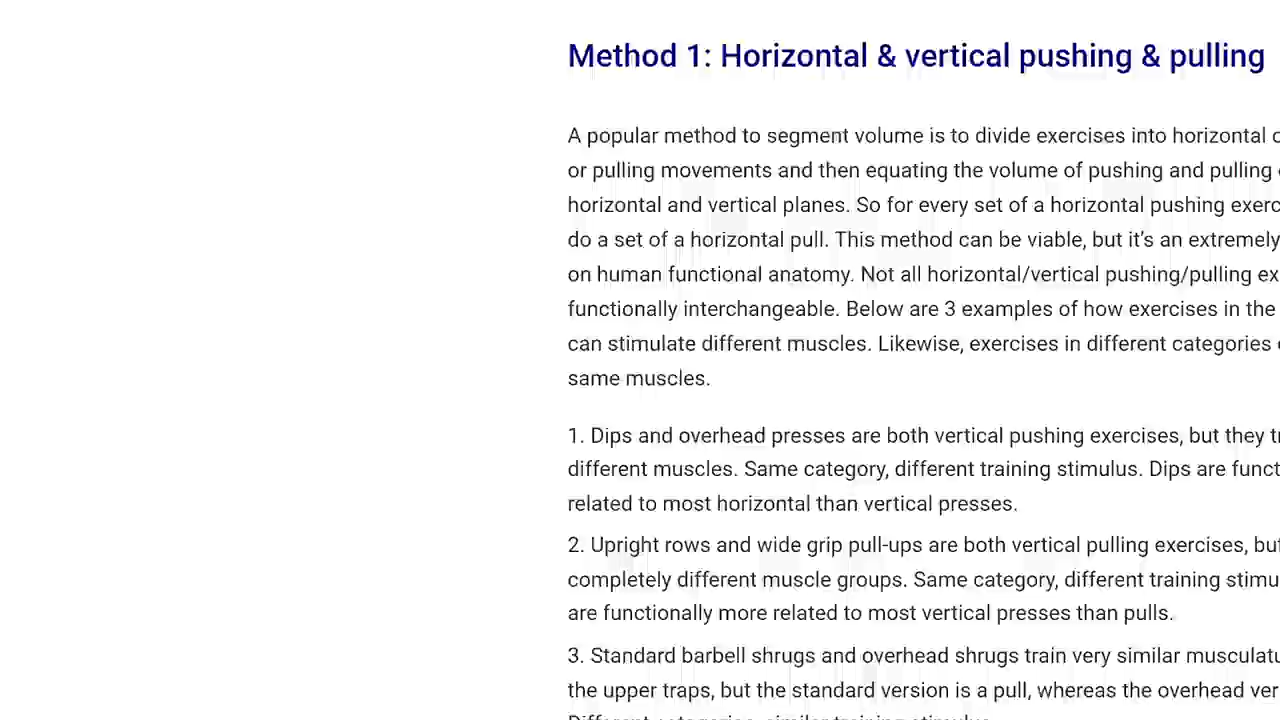 Method 1: Horizontal & vertical pushing & pulling
A popular method to segment volume is to divide exercises into horizontal
or pulling movements and then equating the volume of pushing and pulling
horizontal and vertical planes. So for every set of a horizontal pushing exerc
do a set of a horizontal pull. This method can be viable, but it's an extremely
on human functional anatomy. Not all horizontal/vertical pushing/pulling ex
functionally interchangeable. Below are 3 examples of how exercises in the
can stimulate different muscles. Likewise, exercises in different categories
same muscles.
1. Dips and overhead presses are both vertical pushing exercises, but they tr
different muscles. Same category, different training stimulus. Dips are funct
related to most horizontal than vertical presses.
2. Upright rows and wide grip pull-ups are both vertical pulling exercises, but
completely different muscle groups. Same category, different training stimu
are functionally more related to most vertical presses than pulls.
3. Standard barbell shrugs and overhead shrugs train very similar musculatu
the upper traps, but the standard version is a pull, whereas the overhead ver
Different categories, similar training stimulus.